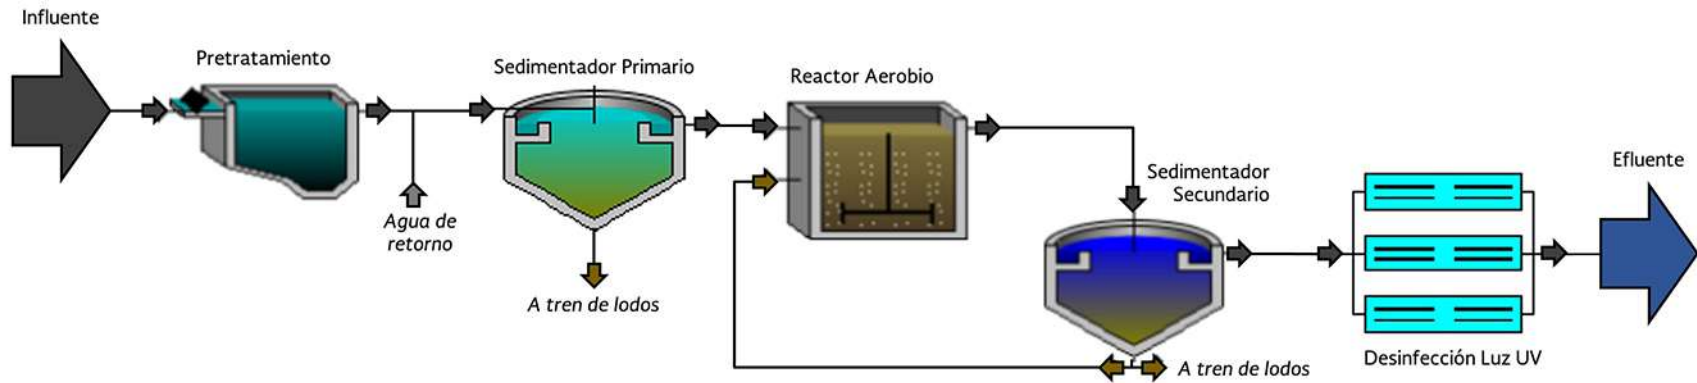 Influente
Pretratamiento
Sedimentador Primario
Reactor Aerobio
Agua de
retorno
A tren de lodos
Sedimentador
Secundario
Efluente
A tren de lodos
Desinfección Luz UV